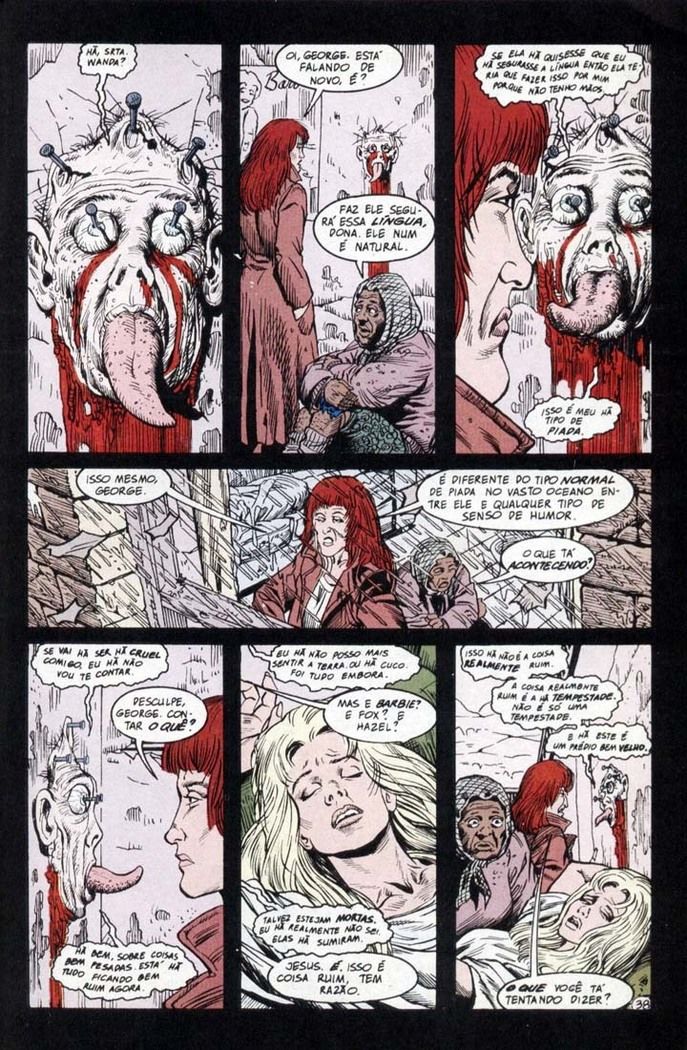 HÃ, SRTA.
WANDA?
OI, GEORGE. ESTÁ
FALANDO DE
NOVO, É?
FAZ ELE SEGU-
RÁ ESSA LÍNGUA,
DONA. ELE NUM
É NATURAL.
SE ELA HÃ QUISESSE QUE EU
HÃ SEGURASSE A LÍNGUA ENTÃO ELA TE-
RIA QUE FAZER ISSO POR MIM
PORQUE NÃO TENHO MÃOS.
ISSO É MEU HÃ
TIPO DE
PIADA.
ISSO MESMO,
GEORGE.
É DIFERENTE DO TIPO NORMAL
DE PIADA NO VASTO OCEANO EN-
TRE ELE E QUALQUER TIPO DE
SENSO DE HUMOR.
O QUE TÁ
ACONTECENDO?
SE VAI HÃ SER HÃ CRUEL
COMIGO, EU HÃ NÃO
VOU TE CONTAR.
DESCULPE,
GEORGE. CON-
TAR O QUÊ?
HÃ BEM, SOBRE COISAS
BEM PESADAS. ESTÁ HÃ
TUDO FICANDO BEM
RUIM AGORA.
EU HÃ NÃO POSSO MAIS
SENTIR A TERRA. OU HÃ CUCO.
FOI TUDO EMBORA.
MAS E BARBIE?
E FOX? E
HAZEL?
TALVEZ ESTEJAM MORTAS.
EU HÃ REALMENTE NÃO SEI.
ELAS HÃ SUMIRAM.
JESUS. É. ISSO É
COISA RUIM, TEM
RAZÃO.
ISSO HÃ NÃO É A COISA
REALMENTE RUIM.
A COISA REALMENTE
RUIM É A HÃ TEMPESTADE.
NÃO É SÓ UMA
TEMPESTADE.
E HÃ ESTE É
UM PRÉDIO BEM VELHO.
O QUE VOCÊ TÁ
TENTANDO DIZER?
38